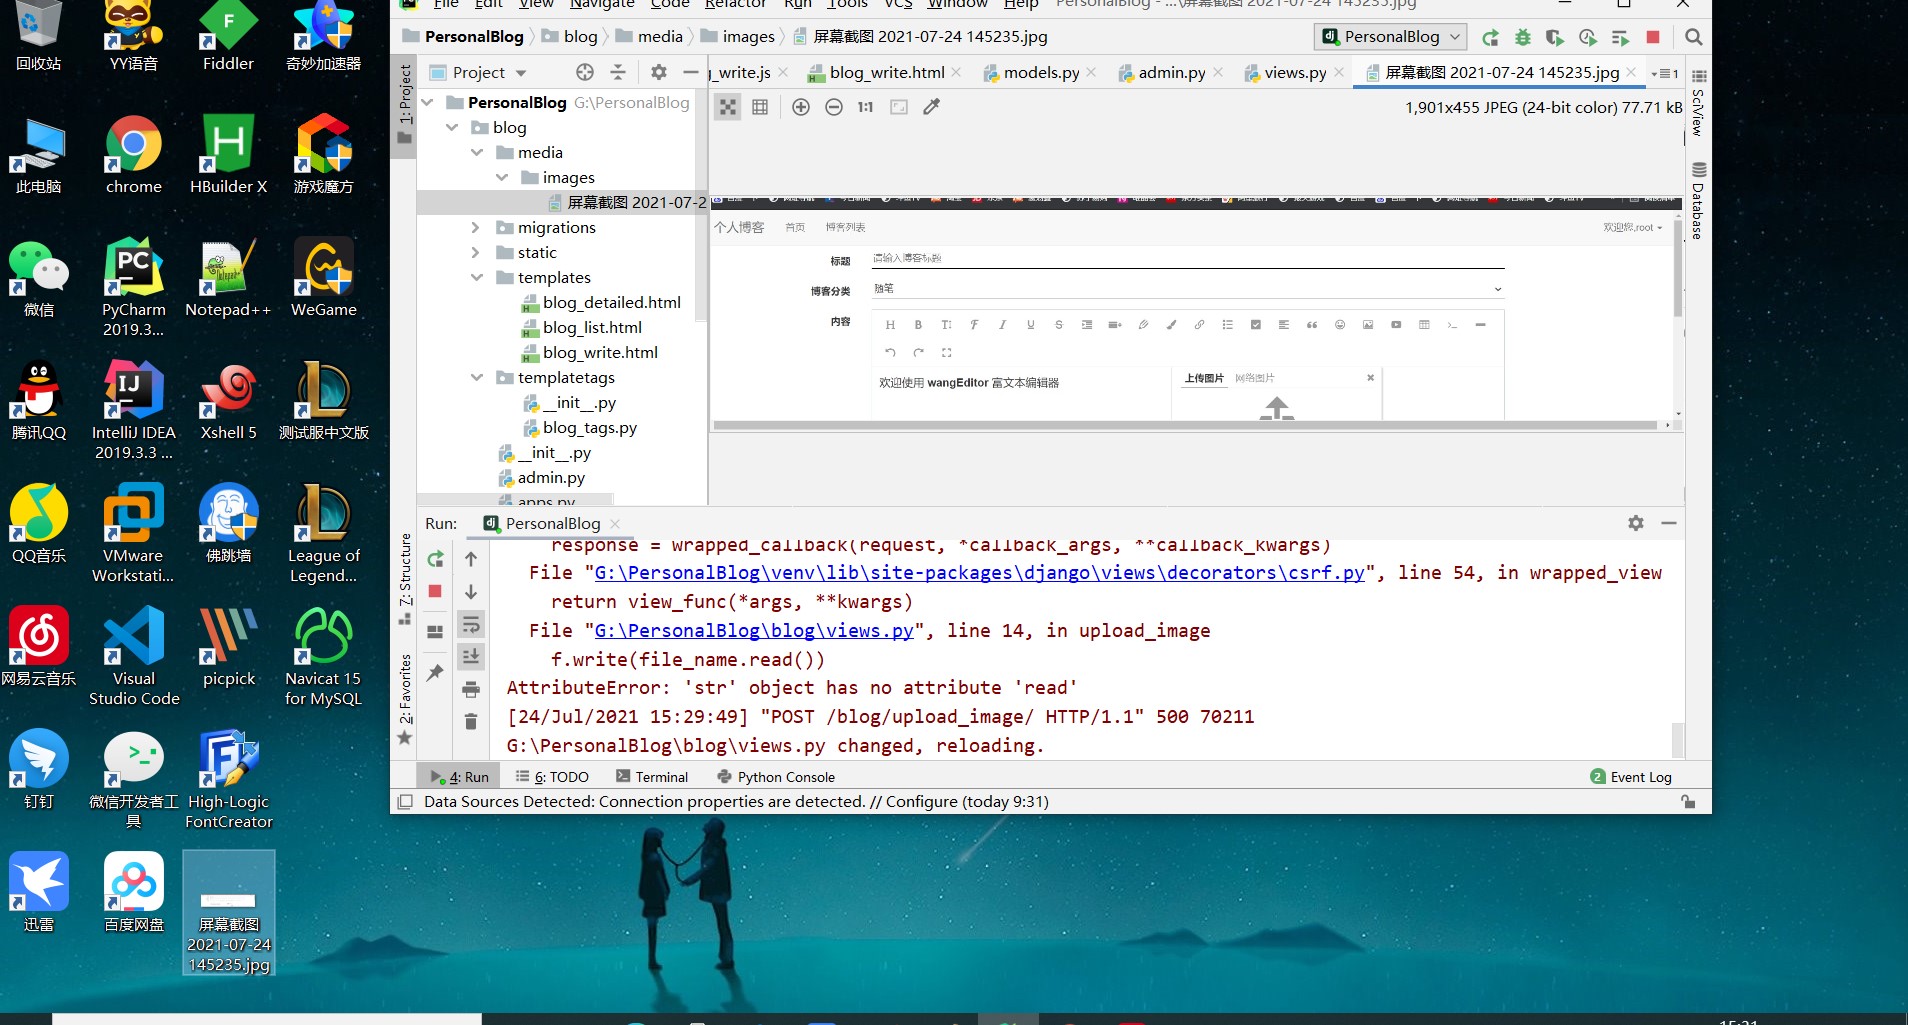 回收站
YY语音
Fiddler
奇妙加速器
此电脑
chrome
HBuilder X
游戏魔方
微信
PyCharm
2019.3...
Notepad++
WeGame
腾讯QQ
IntelliJ IDEA
2019.3.3 ...
Xshell 5
测试服中文版
QQ音乐
VMware
Workstati...
佛跳墙
League of
Legend...
网易云音乐
Visual
Studio Code
picpick
Navicat 15
for MySQL
钉钉
微信开发者工
具
High-Logic
FontCreator
迅雷
百度网盘
屏幕截图
2021-07-24
145235.jpg
File Edit View Navigate Code Refactor Run Tools VCS Window Help PersonalBlog - ...\屏幕截图 2021-07-24 145235.jpg
PersonalBlog blog media images 屏幕截图 2021-07-24 145235.jpg
PersonalBlog
1: Project
Project
g_write.js blog_write.html models.py admin.py views.py 屏幕截图 2021-07-24 145235.jpg 1
PersonalBlog G:\PersonalBlog
blog
media
images
屏幕截图 2021-07-2
migrations
static
templates
blog_detailed.html
blog_list.html
blog_write.html
templatetags
__init__.py
blog_tags.py
__init__.py
admin.py
apps.py
1:1
1,901x455 JPEG (24-bit color) 77.71 kB
SciView
Database
个人博客 首页 博客列表 欢迎您,root
标题 请输入博客标题
博客分类 随笔
内容
欢迎使用 wangEditor 富文本编辑器
上传图片 网络图片
Run: PersonalBlog
7: Structure
2: Favorites
response = wrapped_callback(request, *callback_args, **callback_kwargs)
File "G:\PersonalBlog\venv\lib\site-packages\django\views\decorators\csrf.py", line 54, in wrapped_view
return view_func(*args, **kwargs)
File "G:\PersonalBlog\blog\views.py", line 14, in upload_image
f.write(file_name.read())
AttributeError: 'str' object has no attribute 'read'
[24/Jul/2021 15:29:49] "POST /blog/upload_image/ HTTP/1.1" 500 70211
G:\PersonalBlog\blog\views.py changed, reloading.
4: Run 6: TODO Terminal Python Console 2 Event Log
Data Sources Detected: Connection properties are detected. // Configure (today 9:31)